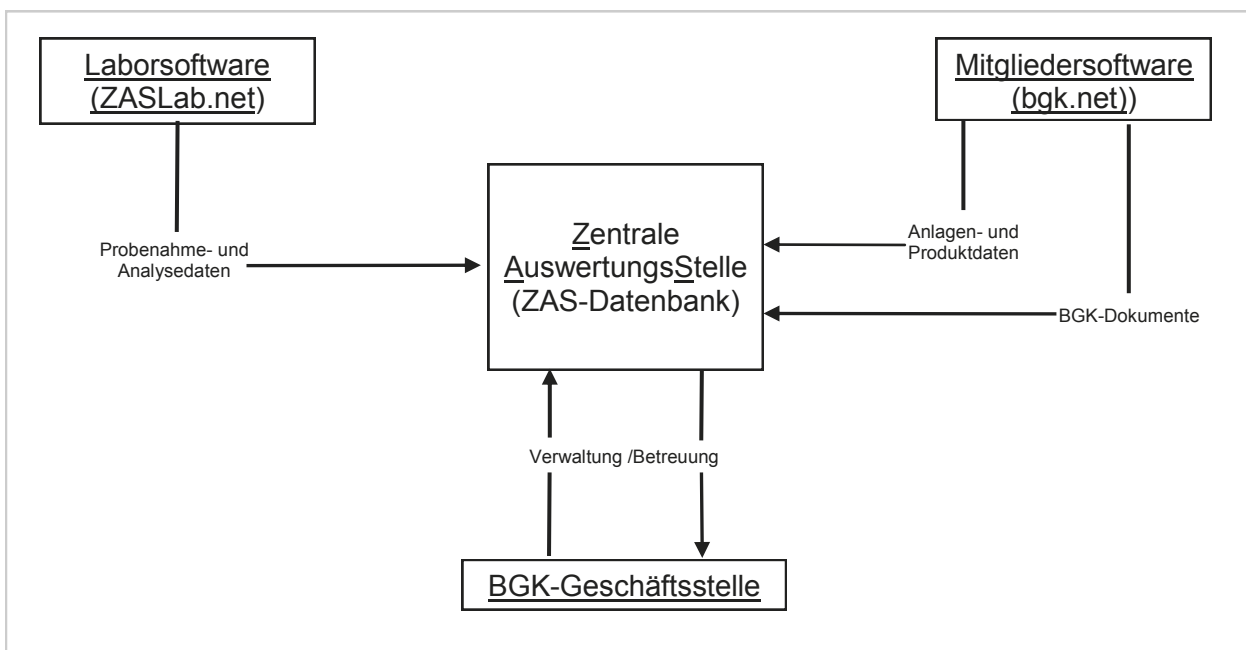 Laborsoftware
(ZASLab.net)
Mitgliedersoftware
(bgk.net))
Zentrale
AuswertungsStelle
(ZAS-Datenbank)
Probenahme- und
Analysedaten
Anlagen- und
Produktdaten
BGK-Dokumente
Verwaltung /Betreuung
BGK-Geschäftsstelle